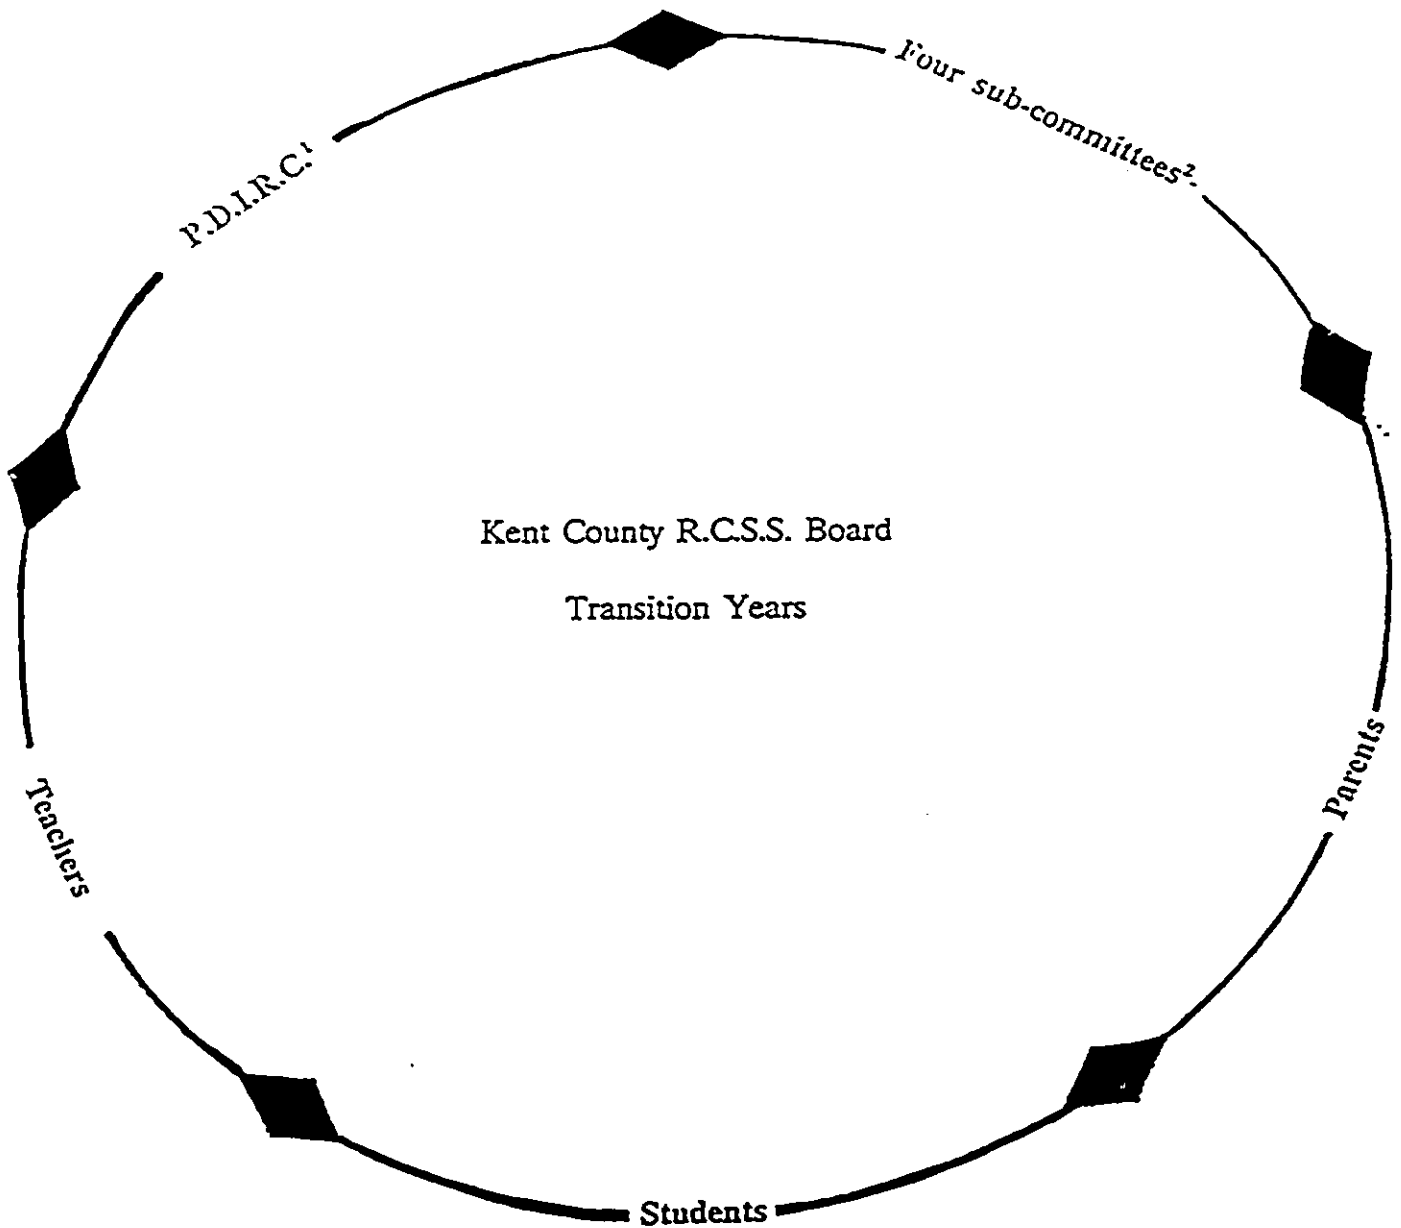 Four sub-committees².
P.D.I.R.C.¹
Kent County R.C.S.S. Board
Transition Years
Parents
Teachers
Students